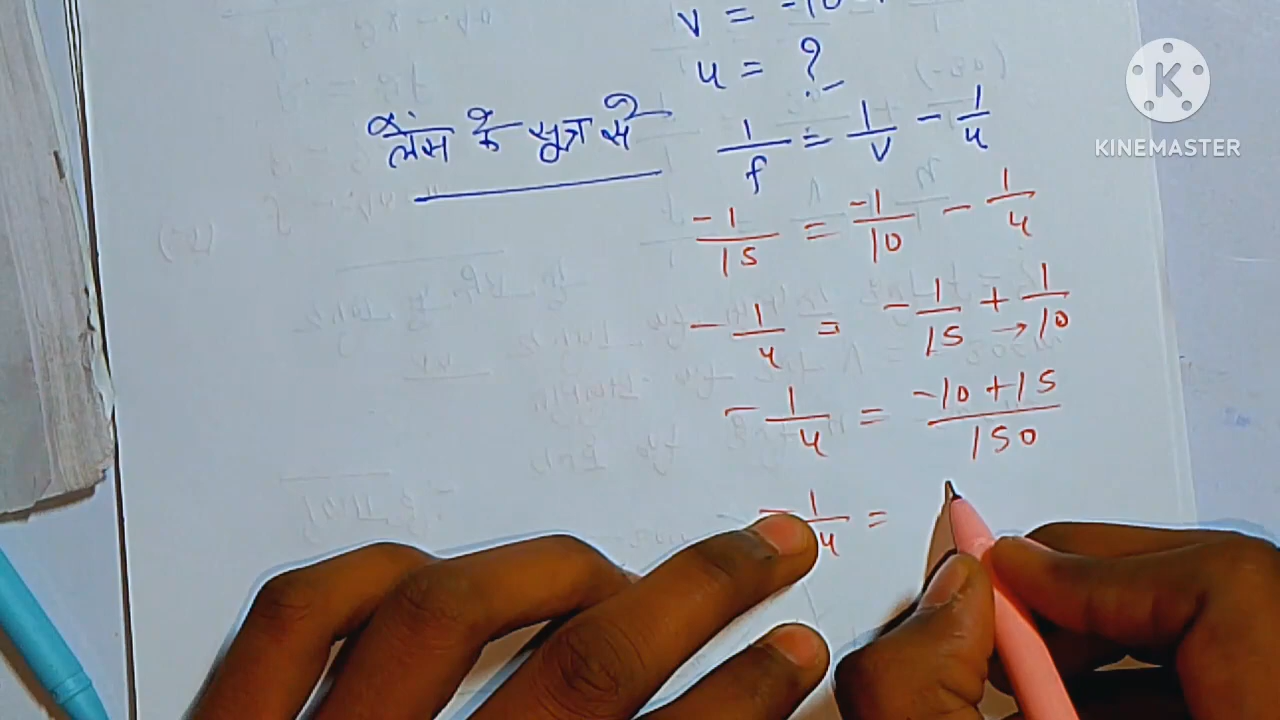 v = -10
u = ?
लेंस के सूत्र से 1/f = 1/v - 1/u
-1/15 = -1/10 - 1/u
- 1/u = - 1/15 + 1/10
- 1/u = -10 + 15/150
- 1/u =
K
KINEMASTER